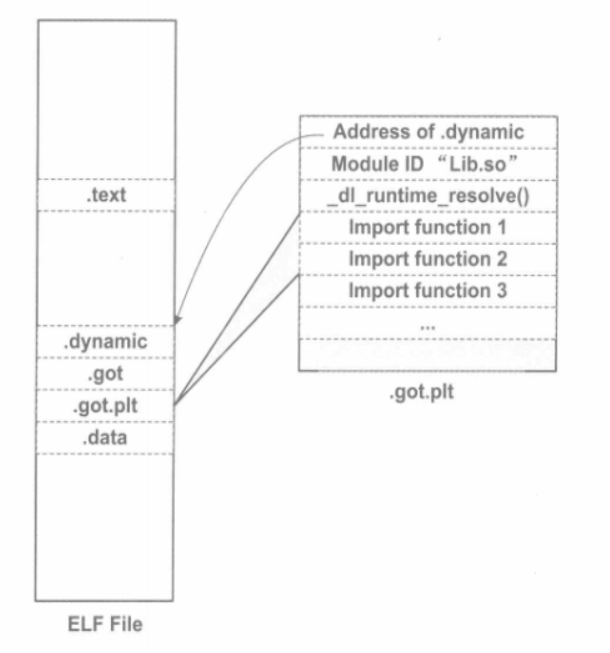 Address of .dynamic
Module ID “Lib.so”
_dl_runtime_resolve()
Import function 1
Import function 2
Import function 3
...
.got.plt
.text
.dynamic
.got
.got.plt
.data
ELF File